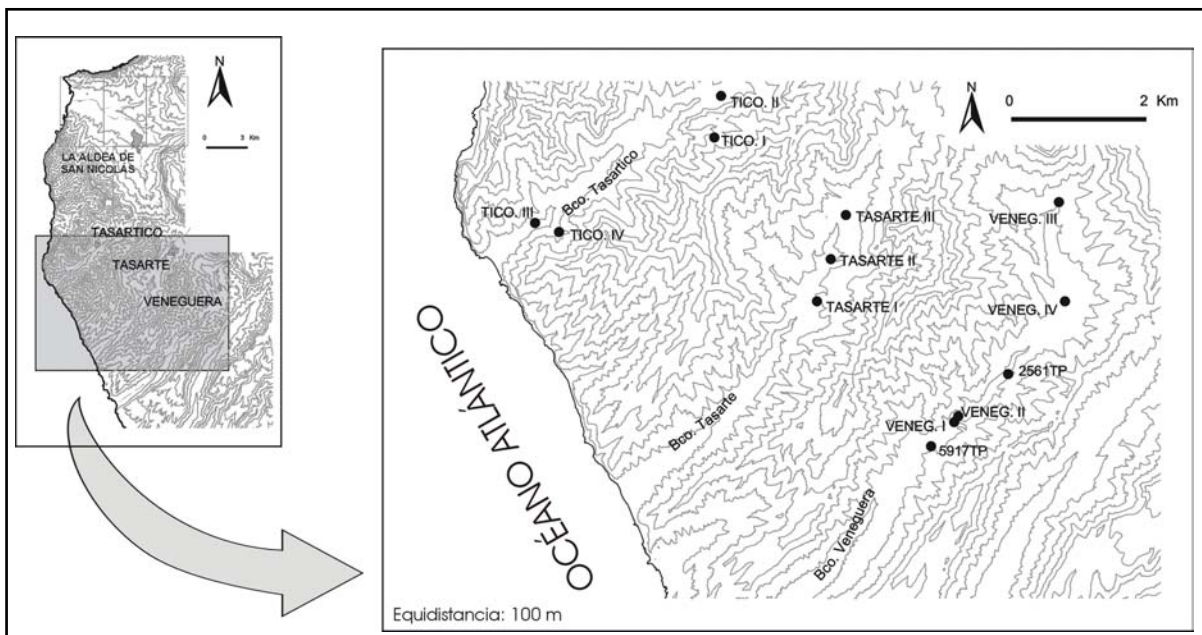 N
0 3 Km
LA ALDEA DE
SAN NICOLÁS
TASARTICO
TASARTE
VENEGUERA
N
0 2 Km
TICO. II
TICO. I
Bco. Tasartico
TICO. III
TICO. IV
TASARTE III
VENEG. III
TASARTE II
TASARTE I
VENEG. IV
2561TP
VENEG. II
VENEG. I
5917TP
Bco. Tasarte
Bco. Veneguera
OCÉANO ATLÁNTICO
Equidistancia: 100 m